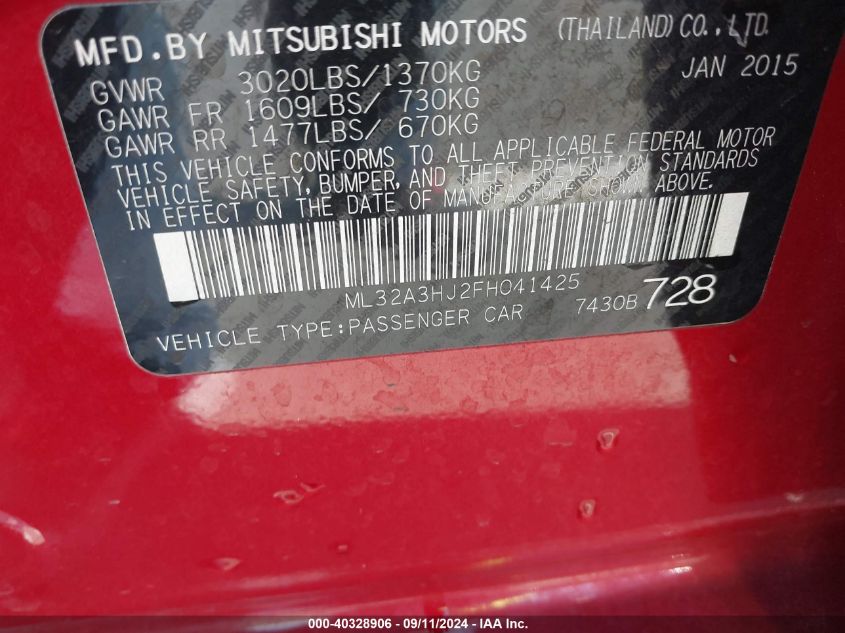 MFD.BY MITSUBISHI MOTORS (THAILAND) CO.,LTD.
GVWR 3020LBS/1370KG JAN 2015
GAWR FR 1609LBS/ 730KG
GAWR RR 1477LBS/ 670KG
THIS VEHICLE CONFORMS TO ALL APPLICABLE FEDERAL MOTOR
VEHICLE SAFETY, BUMPER, AND THEFT PREVENTION STANDARDS
IN EFFECT ON THE DATE OF MANUFACTURE SHOWN ABOVE.
ML32A3HJ2FH041425
VEHICLE TYPE:PASSENGER CAR 7430B 728
000-40328906 - 09/11/2024 - IAA Inc.